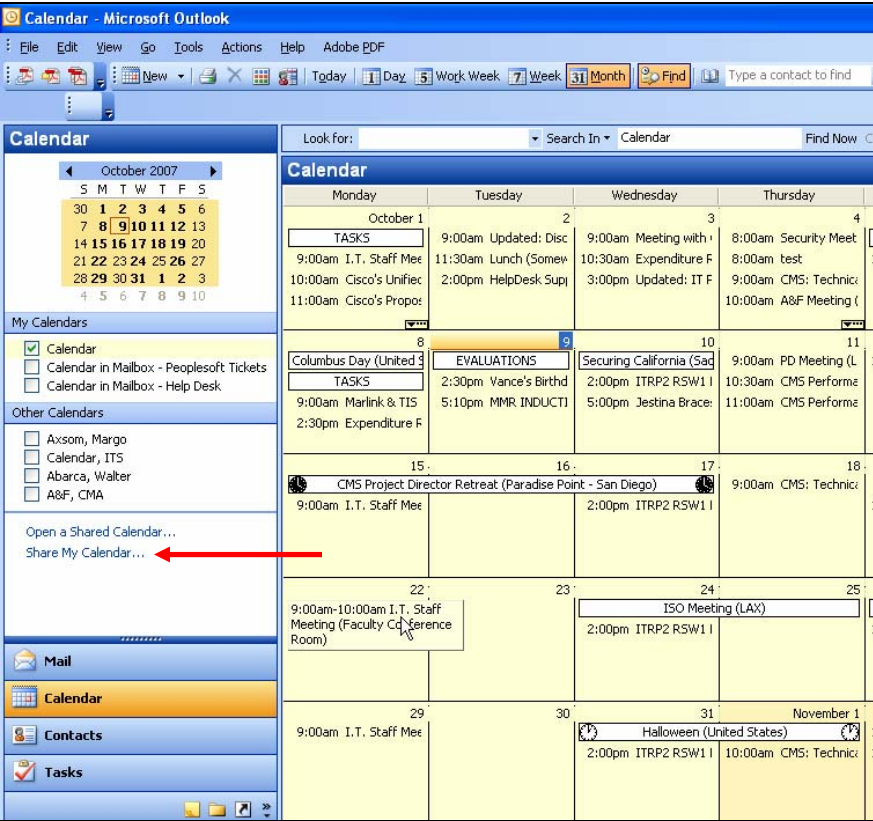 Calendar - Microsoft Outlook
File Edit View Go Tools Actions Help Adobe PDF
New Today 1 Day 5 Work Week 7 Week 31 Month Find Type a contact to find
Calendar
Look for: Search In Calendar Find Now
October 2007
S M T W T F S
30 1 2 3 4 5 6
7 8 9 10 11 12 13
14 15 16 17 18 19 20
21 22 23 24 25 26 27
28 29 30 31 1 2 3
4 5 6 7 8 9 10
My Calendars
Calendar
Calendar in Mailbox - Peoplesoft Tickets
Calendar in Mailbox - Help Desk
Other Calendars
Axsom, Margo
Calendar, ITS
Abarca, Walter
A&F, CMA
Open a Shared Calendar...
Share My Calendar...
Mail
Calendar
Contacts
Tasks
Calendar
Monday Tuesday Wednesday Thursday
October 1 2 3 4
TASKS 9:00am Updated: Disc 9:00am Meeting with 8:00am Security Meet
9:00am I.T. Staff Mee 11:30am Lunch (Somew 10:30am Expenditure F 8:00am test
10:00am Cisco's Unified 2:00pm HelpDesk Supp 3:00pm Updated: IT F 9:00am CMS: Technica
11:00am Cisco's Propos 10:00am A&F Meeting (
8 9 10 11
Columbus Day (United S EVALUATIONS Securing California (Sac 9:00am PD Meeting (L
TASKS 2:30pm Vance's Birthd 2:00pm ITRP2 RSW1 10:30am CMS Performa
9:00am Marlink & TIS 5:10pm MMR INDUCTI 5:00pm Jestina Brace 11:00am CMS Performa
2:30pm Expenditure F
15 16 17 18
CMS Project Director Retreat (Paradise Point - San Diego) 9:00am CMS: Technica
9:00am I.T. Staff Mee 2:00pm ITRP2 RSW1
22 23 24 25
9:00am-10:00am I.T. Staff ISO Meeting (LAX)
Meeting (Faculty Conference 2:00pm ITRP2 RSW1
Room)
29 30 31 November 1
9:00am I.T. Staff Mee Halloween (United States)
2:00pm ITRP2 RSW1 10:00am CMS: Technica